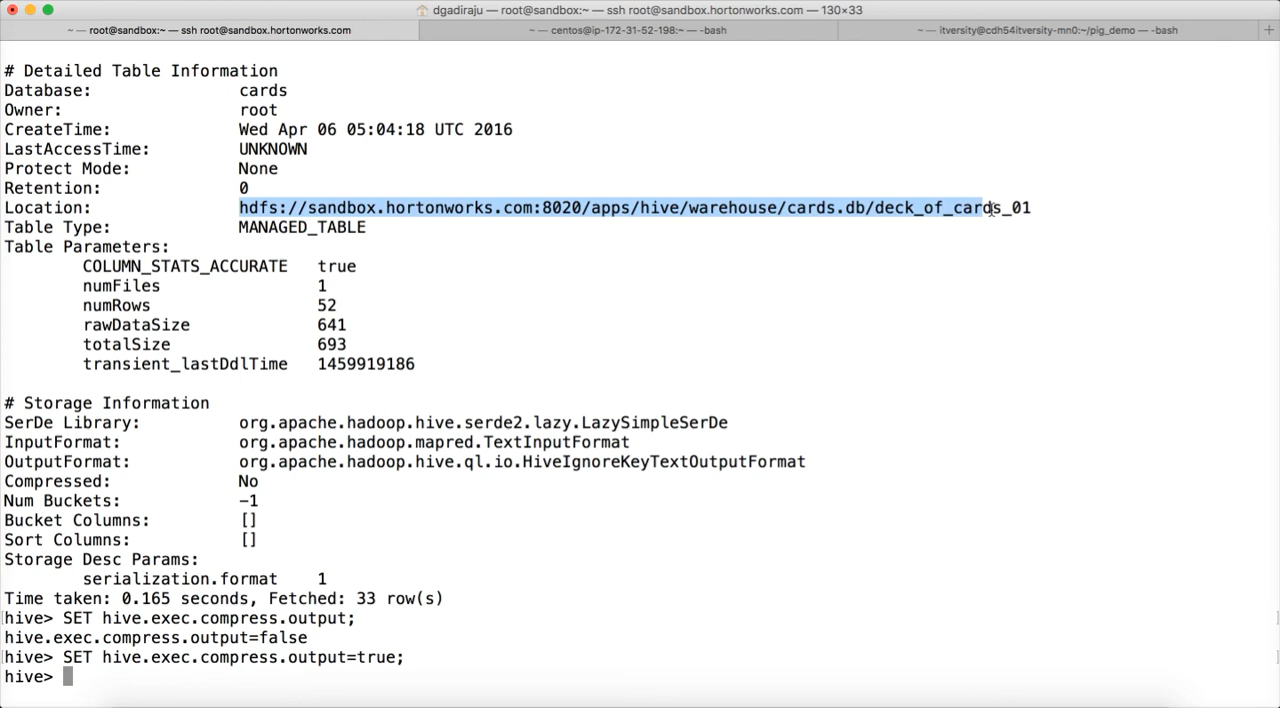 dgadiraju — root@sandbox:~ — ssh root@sandbox.hortonworks.com — 130×33
~ — root@sandbox:~ — ssh root@sandbox.hortonworks.com
~ — centos@ip-172-31-52-198:~ — -bash
~ — itversity@cdh54itversity-mn0:~/pig_demo — -bash
# Detailed Table Information
Database: cards
Owner: root
CreateTime: Wed Apr 06 05:04:18 UTC 2016
LastAccessTime: UNKNOWN
Protect Mode: None
Retention: 0
Location: hdfs://sandbox.hortonworks.com:8020/apps/hive/warehouse/cards.db/deck_of_cards_01
Table Type: MANAGED_TABLE
Table Parameters:
COLUMN_STATS_ACCURATE true
numFiles 1
numRows 52
rawDataSize 641
totalSize 693
transient_lastDdlTime 1459919186
# Storage Information
SerDe Library: org.apache.hadoop.hive.serde2.lazy.LazySimpleSerDe
InputFormat: org.apache.hadoop.mapred.TextInputFormat
OutputFormat: org.apache.hadoop.hive.ql.io.HiveIgnoreKeyTextOutputFormat
Compressed: No
Num Buckets: -1
Bucket Columns: []
Sort Columns: []
Storage Desc Params:
serialization.format 1
Time taken: 0.165 seconds, Fetched: 33 row(s)
hive> SET hive.exec.compress.output;
hive.exec.compress.output=false
hive> SET hive.exec.compress.output=true;
hive>